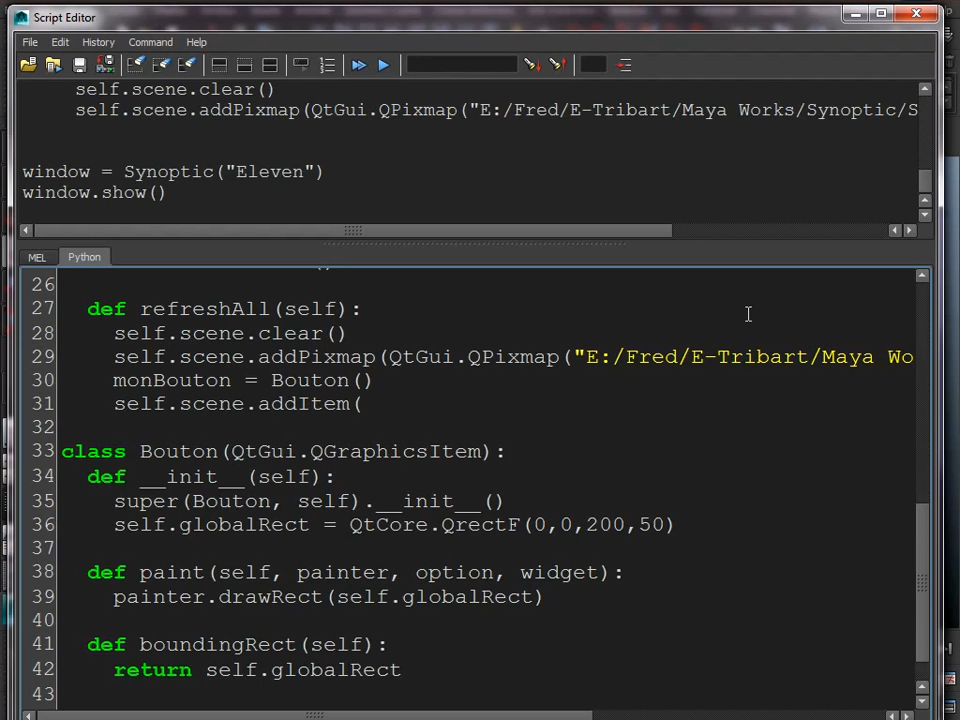 Script Editor
File Edit History Command Help
self.scene.clear()
self.scene.addPixmap(QtGui.QPixmap("E:/Fred/E-Tribart/Maya Works/Synoptic/S
window = Synoptic("Eleven")
window.show()
MEL Python
26
27 def refreshAll(self):
28 self.scene.clear()
29 self.scene.addPixmap(QtGui.QPixmap("E:/Fred/E-Tribart/Maya Wo
30 monBouton = Bouton()
31 self.scene.addItem(
32
33 class Bouton(QtGui.QGraphicsItem):
34 def __init__(self):
35 super(Bouton, self).__init__()
36 self.globalRect = QtCore.QrectF(0,0,200,50)
37
38 def paint(self, painter, option, widget):
39 painter.drawRect(self.globalRect)
40
41 def boundingRect(self):
42 return self.globalRect
43